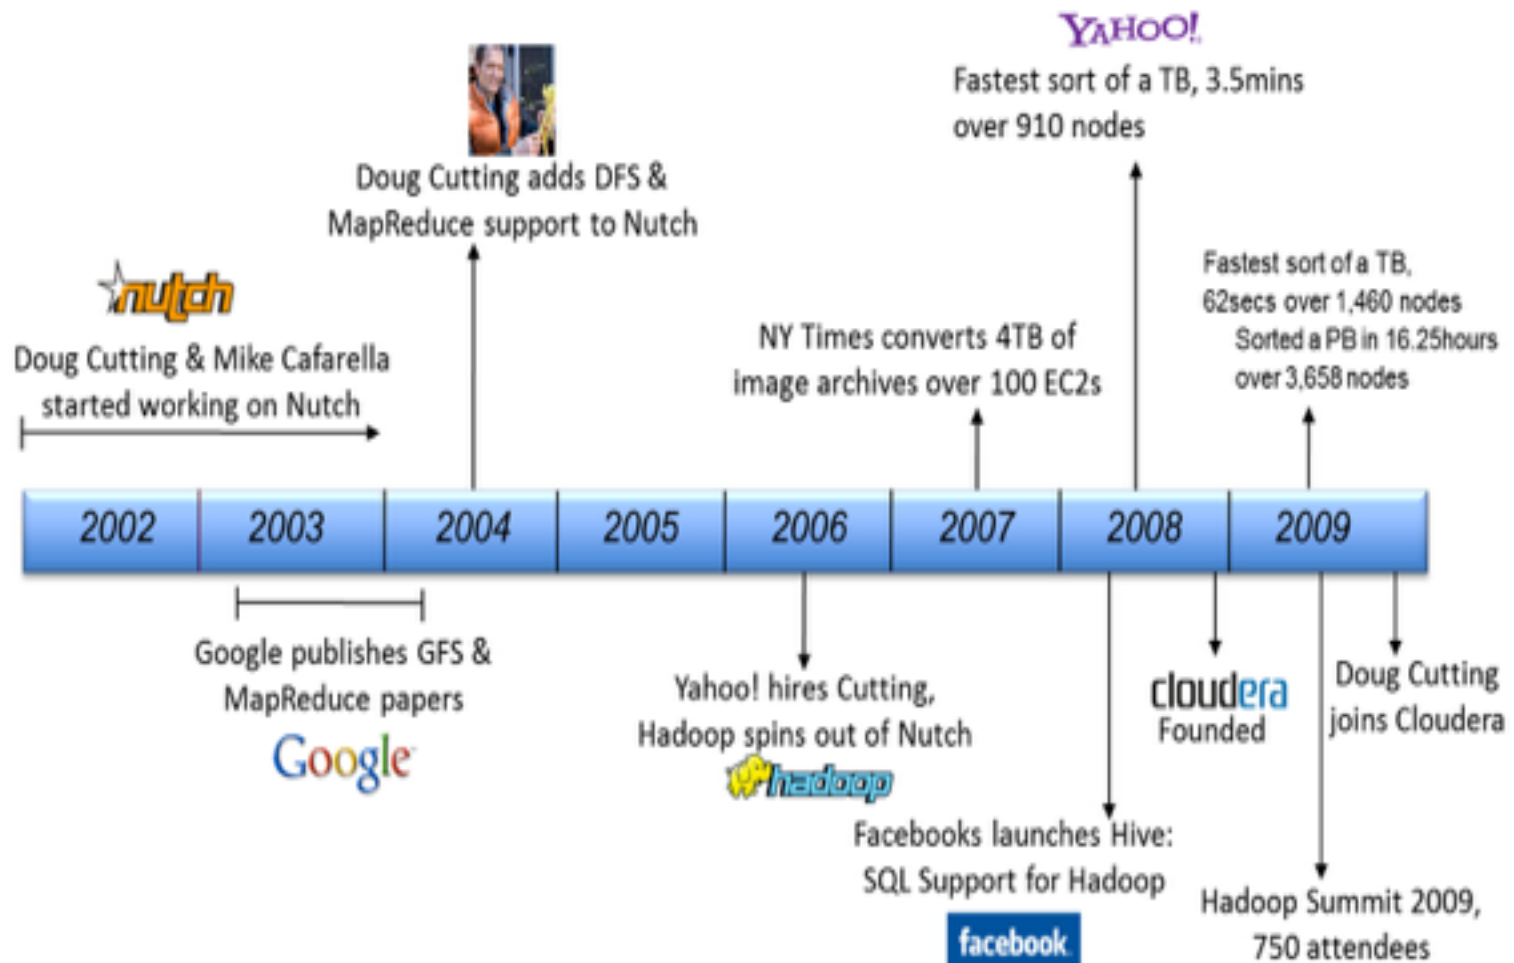 YAHOO!
Fastest sort of a TB, 3.5mins
over 910 nodes
Doug Cutting adds DFS &
MapReduce support to Nutch
nutch
Doug Cutting & Mike Cafarella
started working on Nutch
NY Times converts 4TB of
image archives over 100 EC2s
Fastest sort of a TB,
62secs over 1,460 nodes
Sorted a PB in 16.25hours
over 3,658 nodes
2002
2003
2004
2005
2006
2007
2008
2009
Google publishes GFS &
MapReduce papers
Google
Yahoo! hires Cutting,
Hadoop spins out of Nutch
hadoop
Facebooks launches Hive:
SQL Support for Hadoop
facebook
cloudera
Founded
Doug Cutting
joins Cloudera
Hadoop Summit 2009,
750 attendees